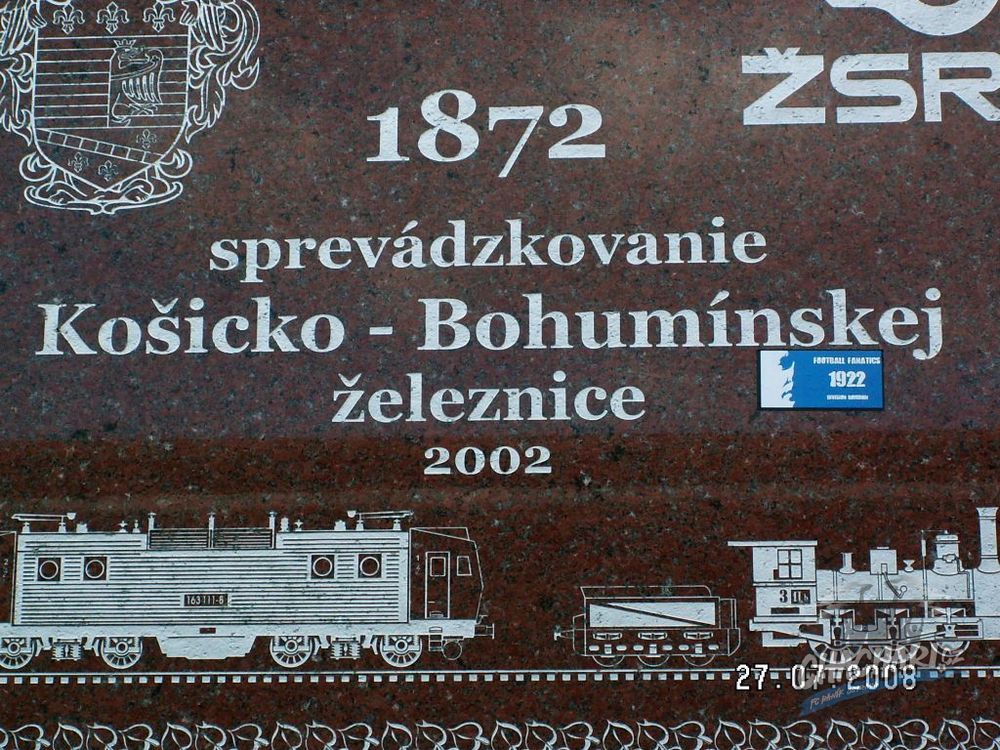 ŽSR
1872
sprevádzkovanie
Košicko - Bohumínskej
železnice
FOOTBALL FANATICS
1922
2002
163 111-8
27.07.2008